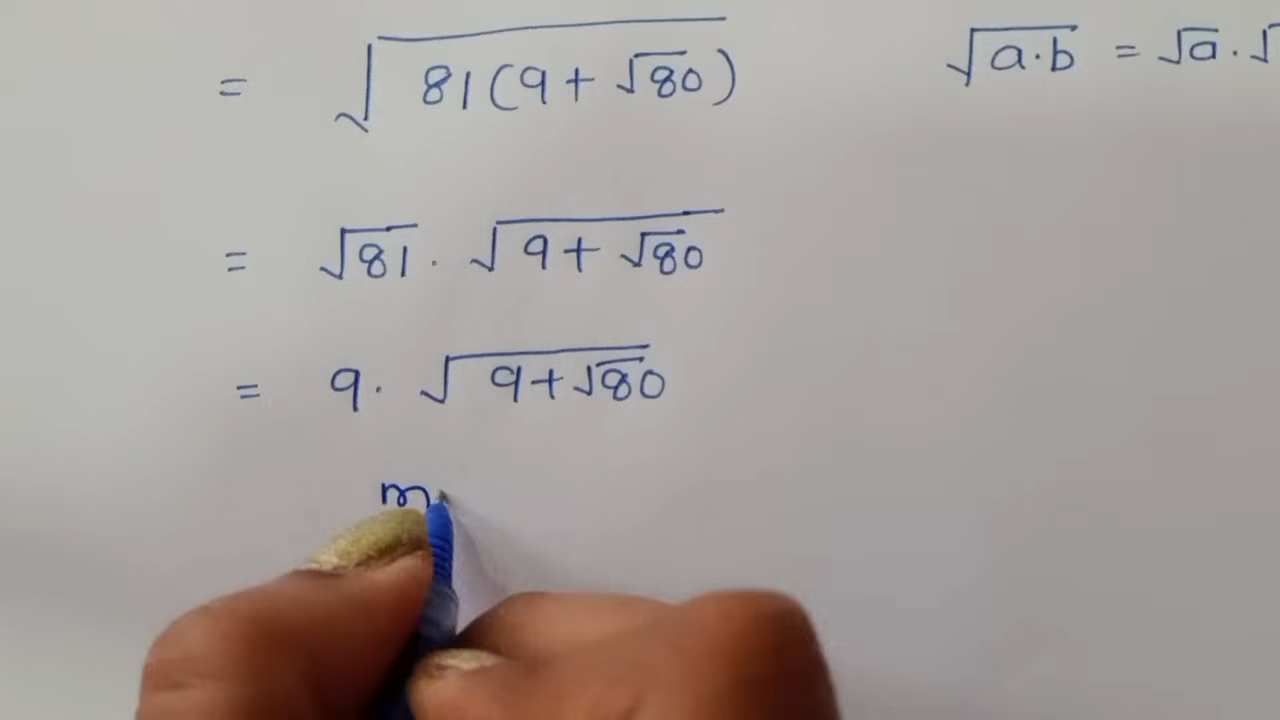 = √81(9+√80) √a·b = √a·√
= √81 · √9+√80
= 9 · √9+√80
m